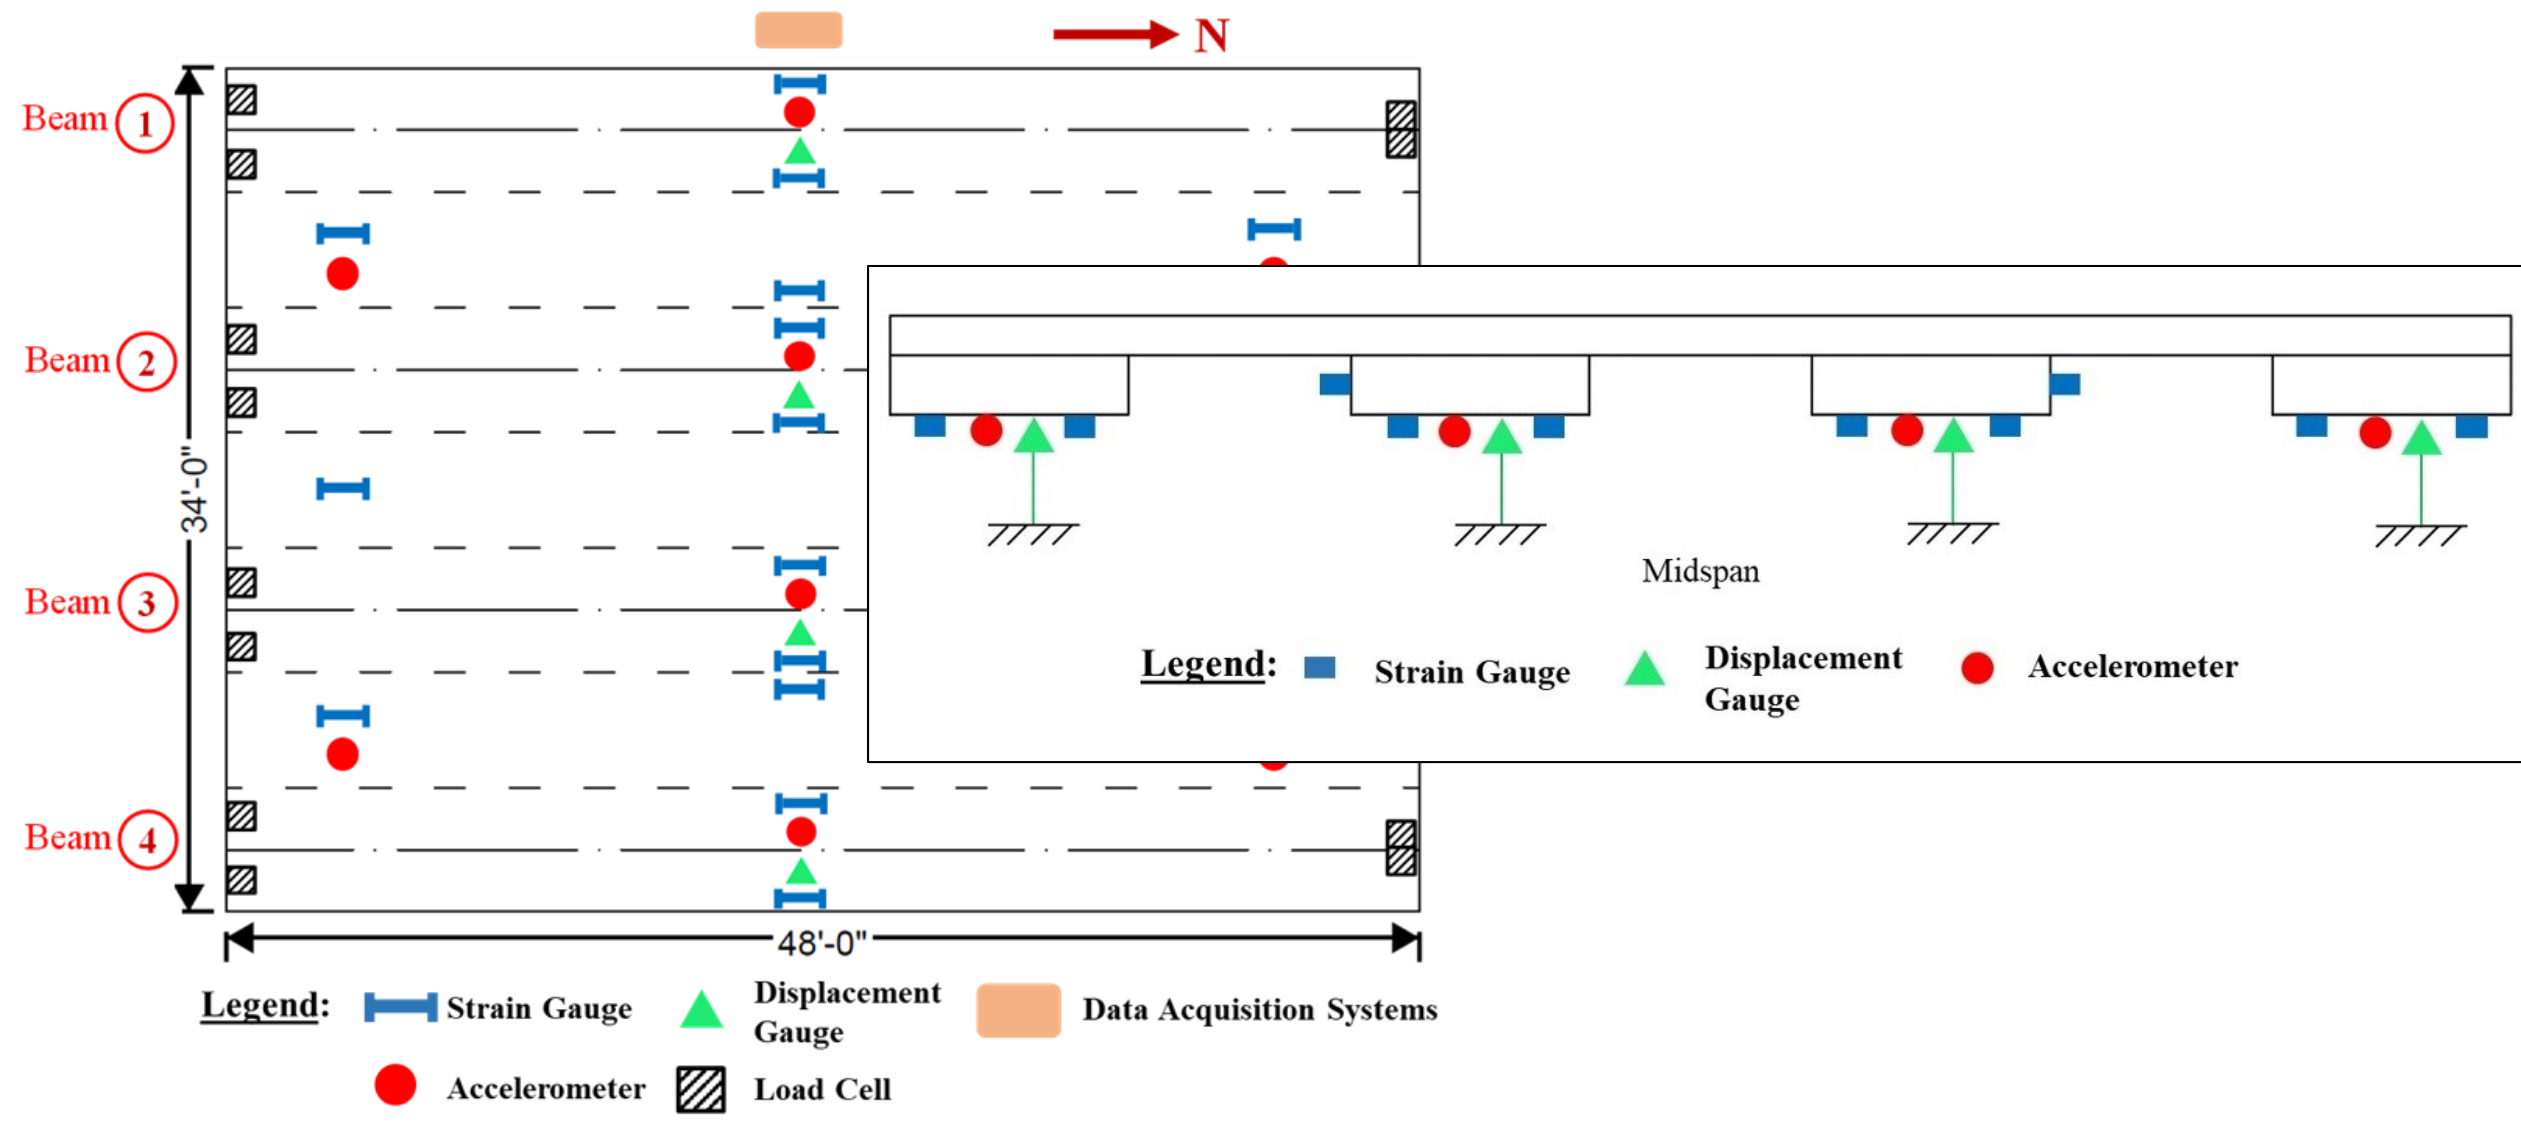 N
Beam 1
Beam 2
Beam 3
Beam 4
34'-0"
48'-0"
Midspan
Legend: Strain Gauge Displacement Gauge Accelerometer
Legend: Strain Gauge Displacement Gauge Data Acquisition Systems
Accelerometer Load Cell